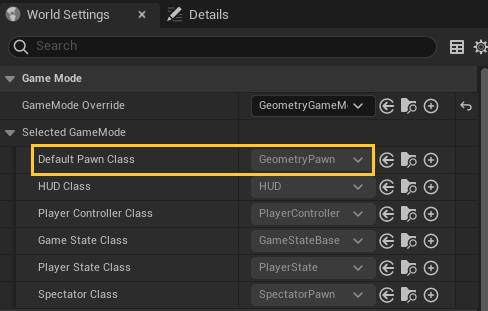 World Settings × Details
Search
Game Mode
GameMode Override GeometryGameM
Selected GameMode
Default Pawn Class GeometryPawn
HUD Class HUD
Player Controller Class PlayerController
Game State Class GameStateBase
Player State Class PlayerState
Spectator Class SpectatorPawn